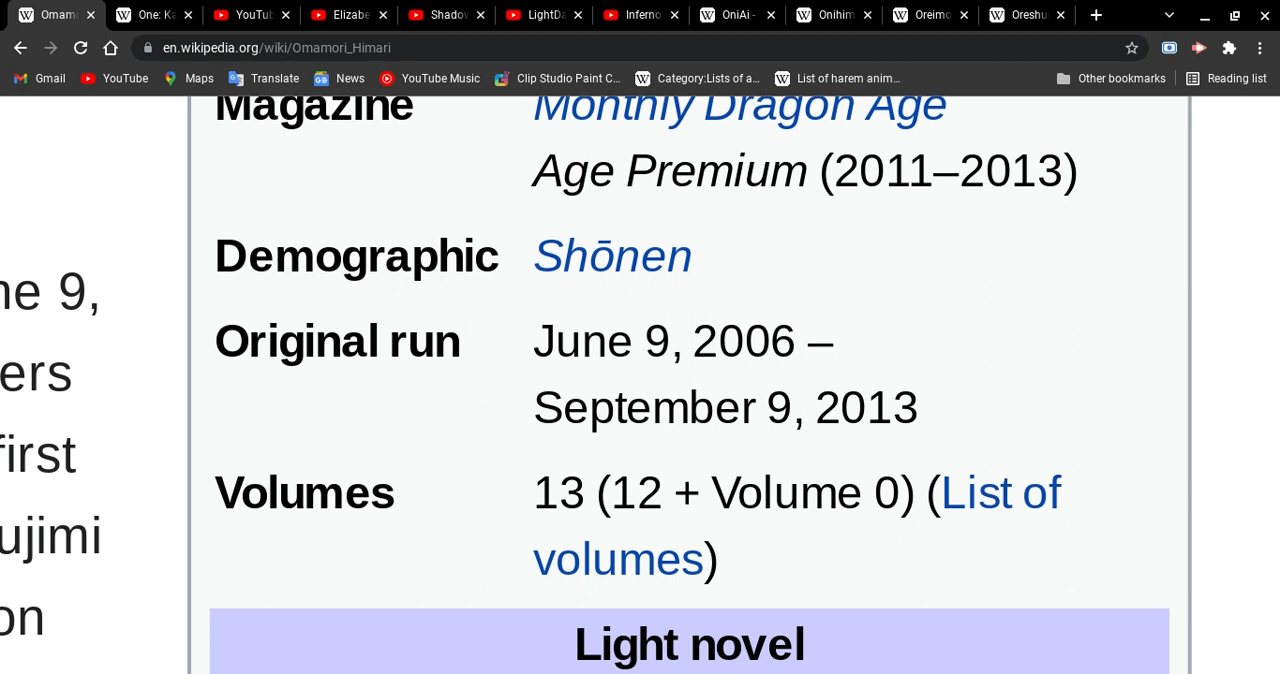 Omam
One: Ka
YouTub
Elizabe
Shadov
LightDa
Inferno
OniAi -
Onihim
Oreimo
Oreshu
en.wikipedia.org/wiki/Omamori_Himari
Gmail
YouTube
Maps
Translate
News
YouTube Music
Clip Studio Paint C...
Category:Lists of a...
List of harem anim...
Other bookmarks
Reading list
Magazine Monthly Dragon Age
Age Premium (2011–2013)
Demographic Shōnen
ne 9,
Original run June 9, 2006 –
ers
September 9, 2013
first
Volumes 13 (12 + Volume 0) (List of
ujimi
volumes)
on
Light novel